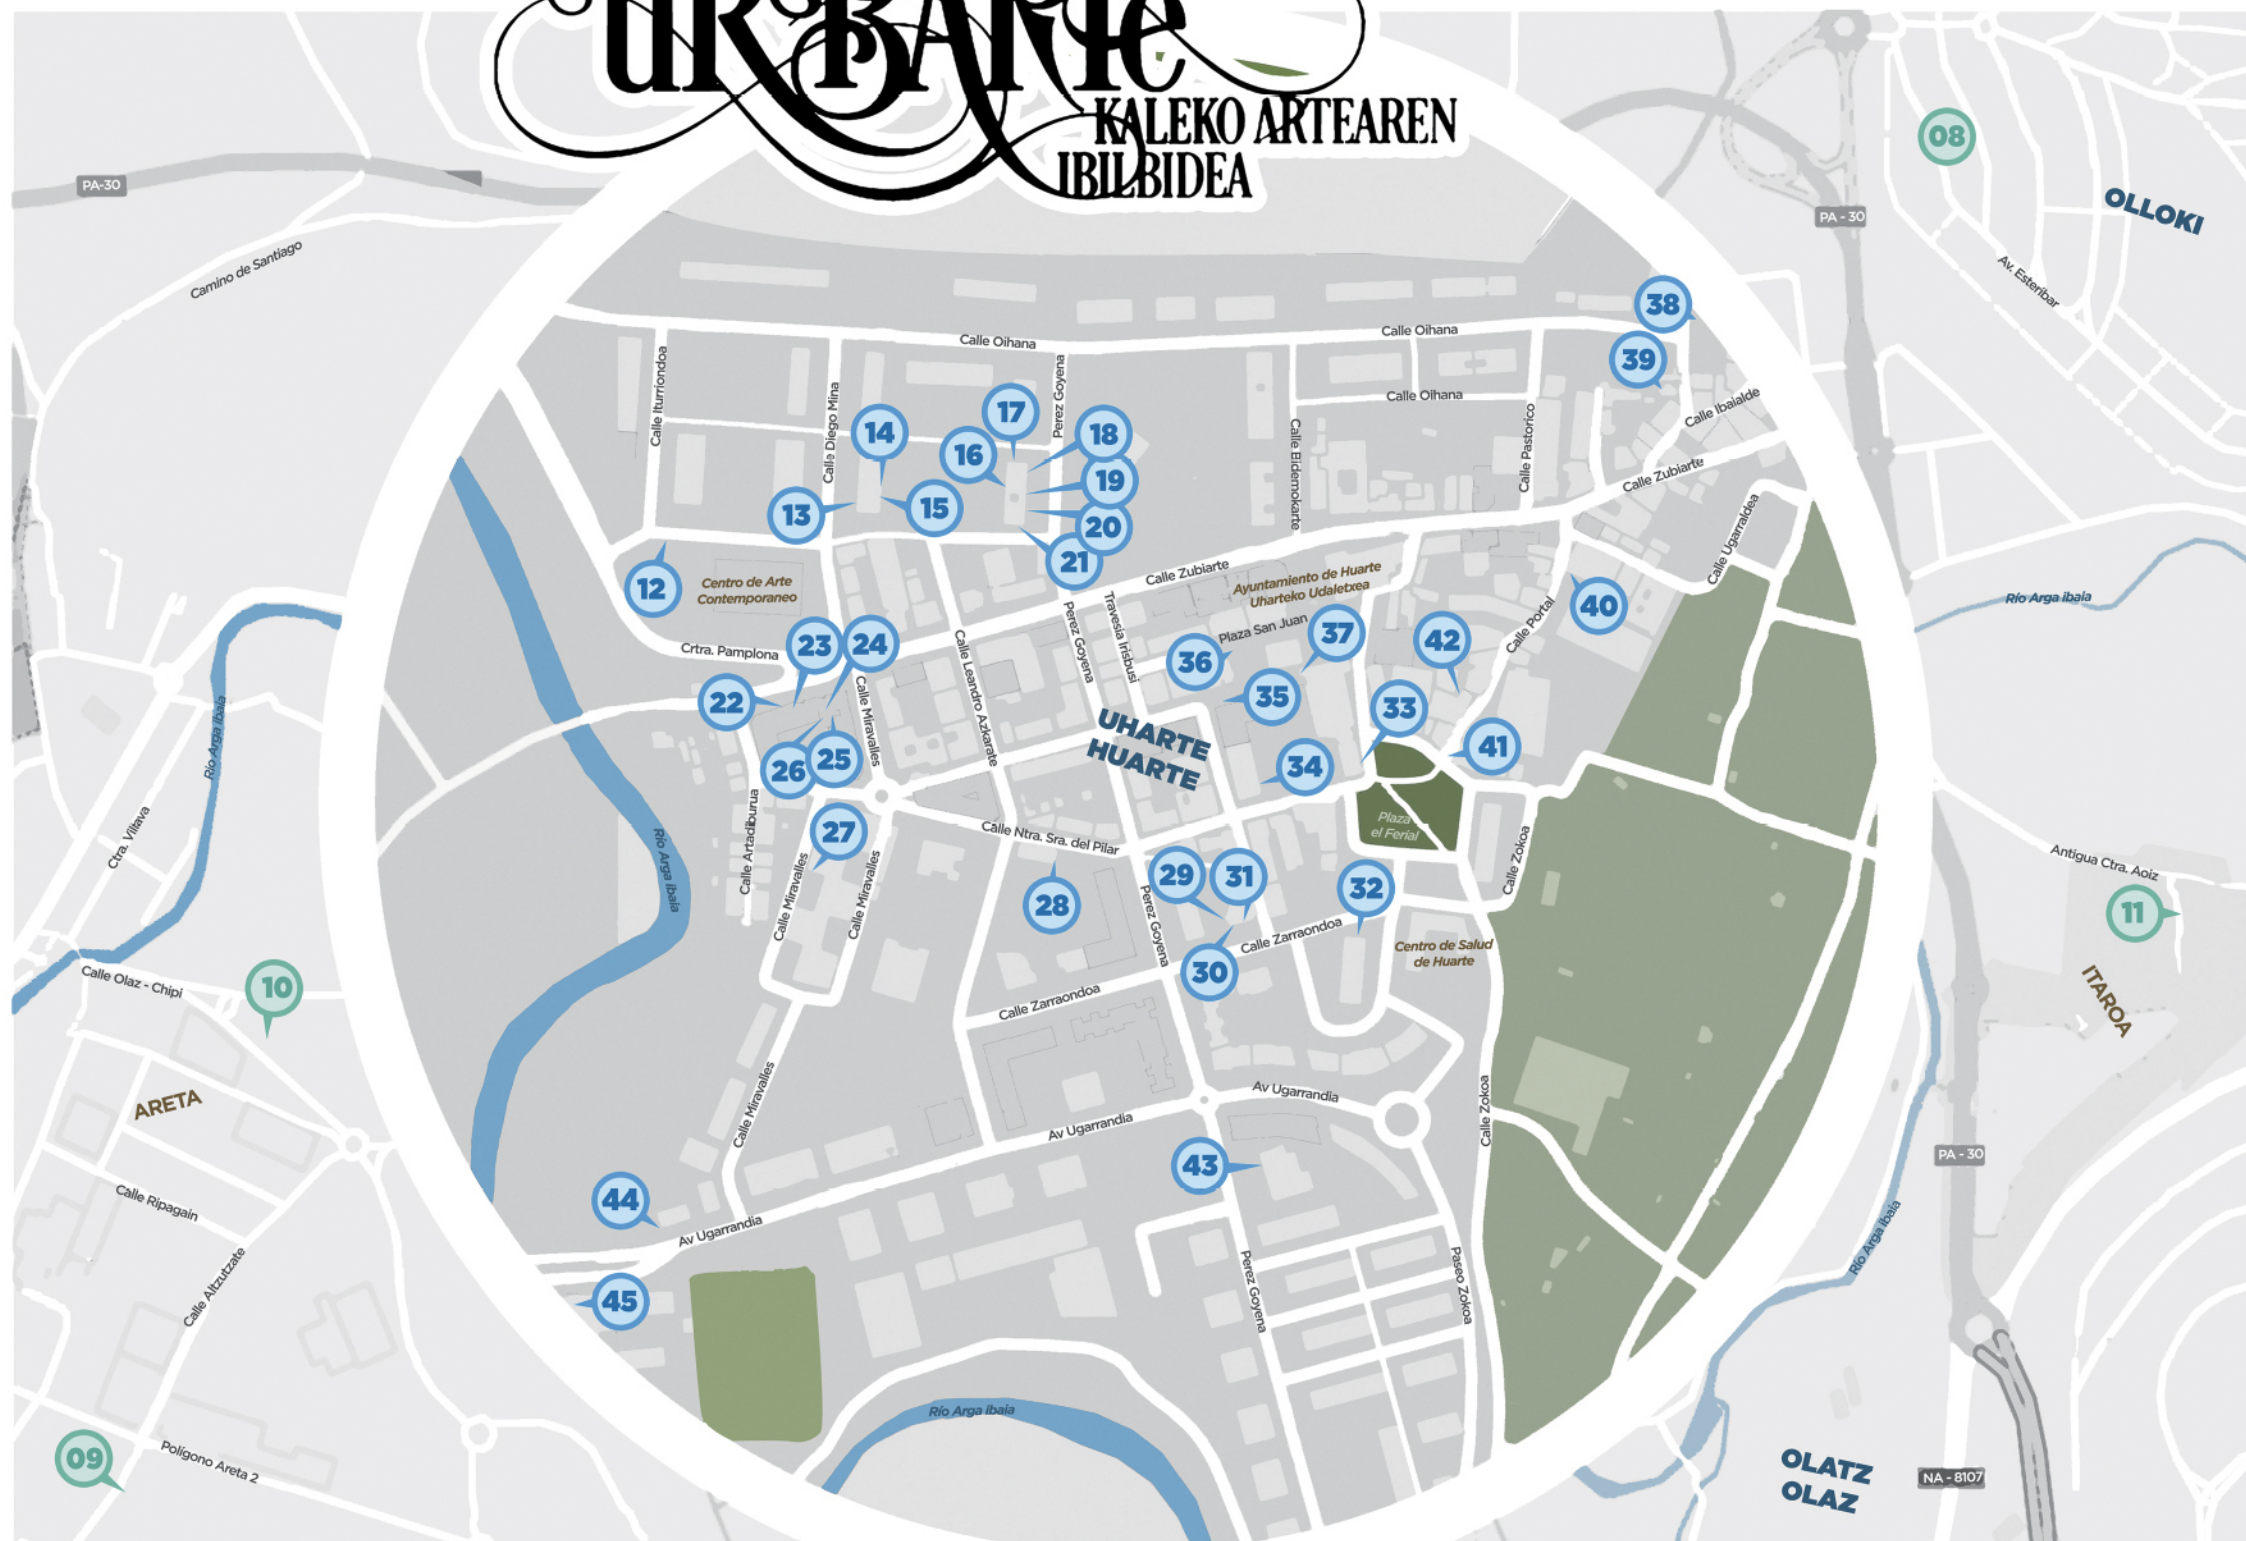 URBARTE
KALEKO ARTEAREN
IBILBIDEA
PA-30
Camino de Santiago
08
OLLOKI
PA - 30
Av. Esteribar
38
39
Calle Oihana
Calle Oihana
Calle Oihana
Calle Iturriondoa
Calle Diego Mina
Perez Goyena
Calle Bidemokarte
Calle Pastorico
Calle Ibaialde
Calle Zubiarte
Calle Ugarraldea
14
17
18
16
19
13
15
20
21
12
Centro de Arte
Contemporaneo
Calle Zubiarte
Ayuntamiento de Huarte
Uharteko Udaletxea
Plaza San Juan
Calle Portal
40
Río Arga ibaia
Crtra. Pamplona
23
24
22
26
25
Calle Miravalles
Calle Leandro Azkarate
Perez Goyena
Travesia Irisbusi
36
37
35
42
33
41
34
UHARTE
HUARTE
Plaza
el Ferial
Río Arga ibaia
Ctra. Villava
Río Arga ibaia
Calle Artadiburua
27
Calle Miravalles
Calle Miravalles
Calle Ntra. Sra. del Pilar
28
29
31
32
30
Perez Goyena
Calle Zarraondoa
Calle Zarraondoa
Centro de Salud
de Huarte
Calle Zokoa
Antigua Ctra. Aoiz
11
ITAROA
Calle Olaz - Chipi
10
ARETA
Calle Ripagain
Calle Altzutzate
Calle Miravalles
Av Ugarrandia
Av Ugarrandia
Calle Zokoa
43
44
Av Ugarrandia
45
Perez Goyena
Paseo Zokoa
PA - 30
Río Arga ibaia
Río Arga ibaia
09
Polígono Areta 2
OLATZ
OLAZ
NA - 8107